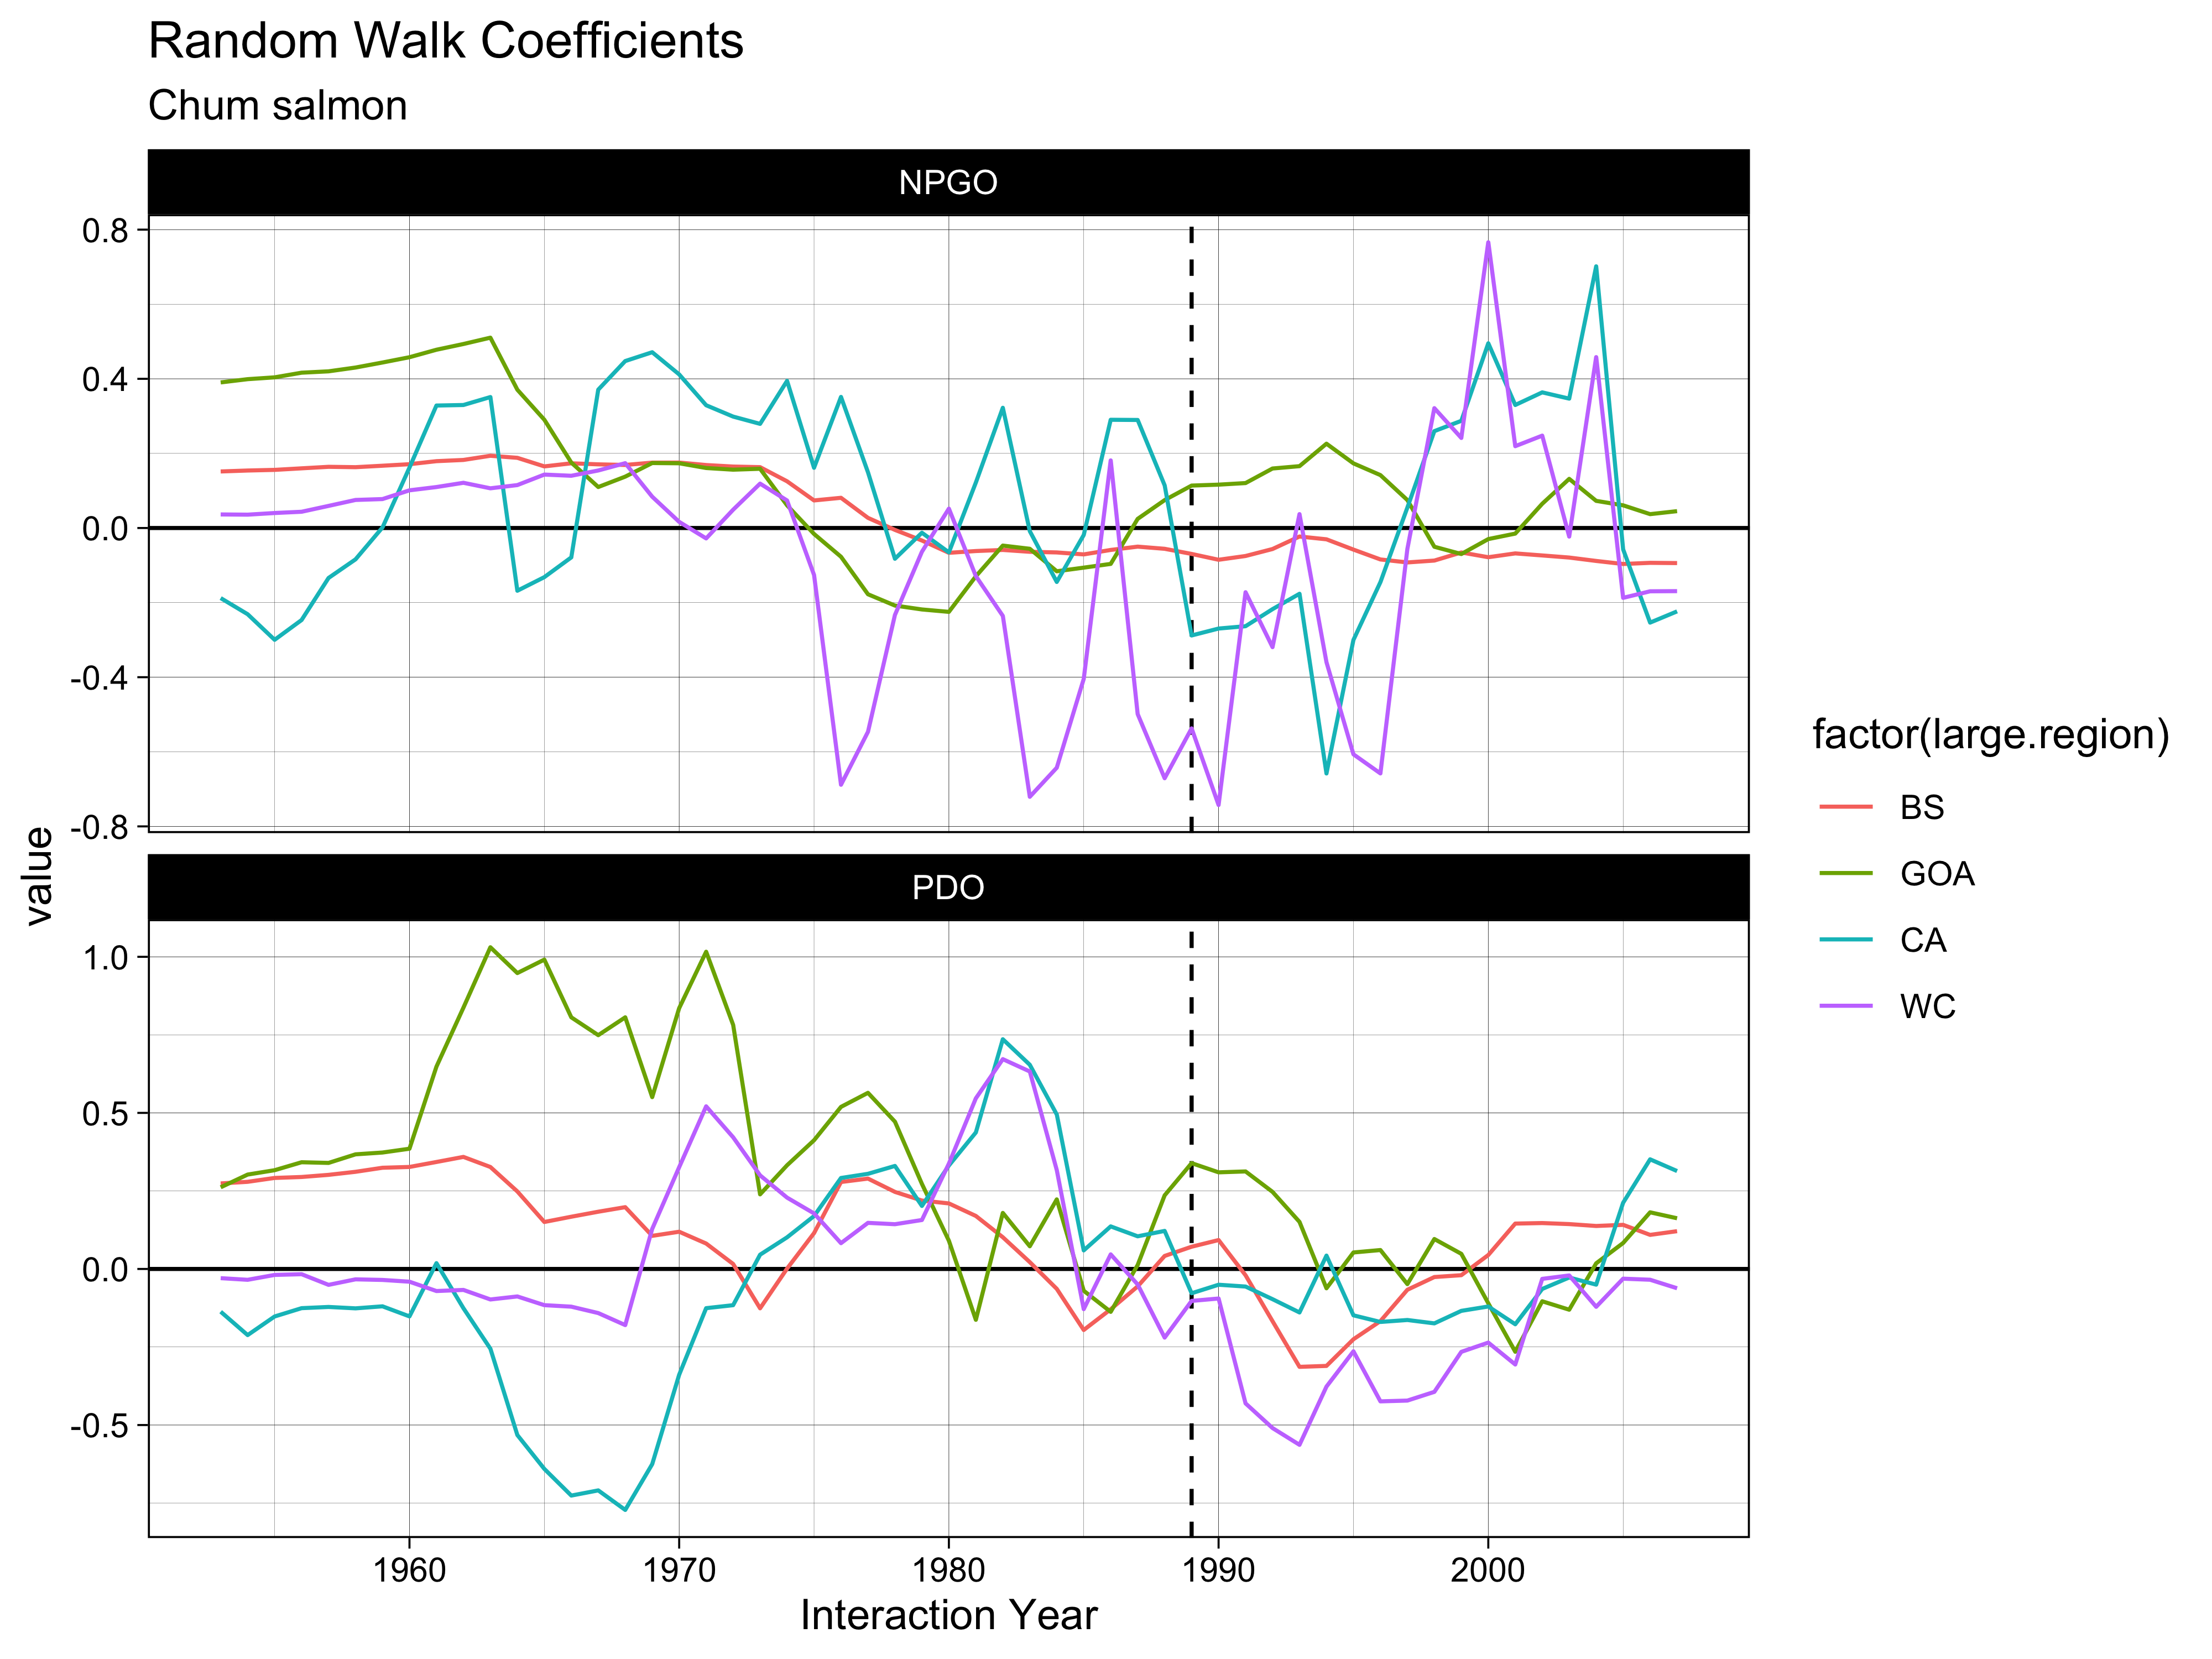 Random Walk Coefficients
Chum salmon
NPGO
0.8
0.4
0.0
-0.4
-0.8
PDO
1.0
0.5
0.0
-0.5
1960 1970 1980 1990 2000
Interaction Year
value
factor(large.region)
BS
GOA
CA
WC